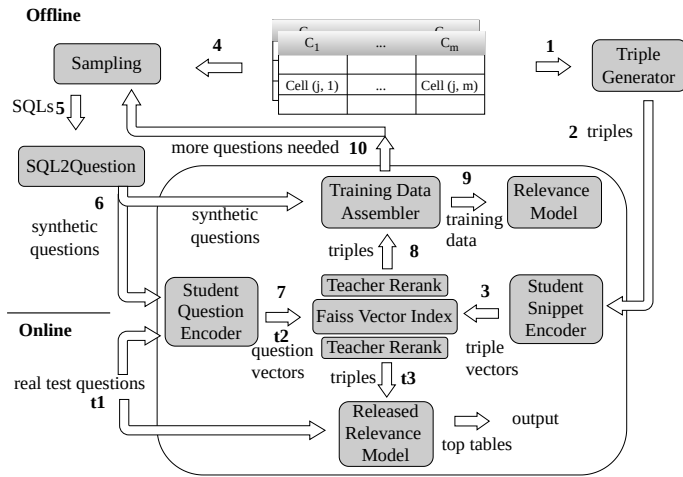 Offline
C
C
C1 ... Cm
Cell (j, 1) ... Cell (j, m)
4
1
Sampling
Triple
Generator
SQLs 5
2 triples
more questions needed 10
SQL2Question
6
synthetic
questions
synthetic
questions
Training Data
Assembler
9
training
data
Relevance
Model
triples 8
Student
Question
Encoder
7
t2
question
vectors
Teacher Rerank
Faiss Vector Index
Teacher Rerank
3
triple
vectors
Student
Snippet
Encoder
Online
real test questions
t1
triples t3
Released
Relevance
Model
top tables
output